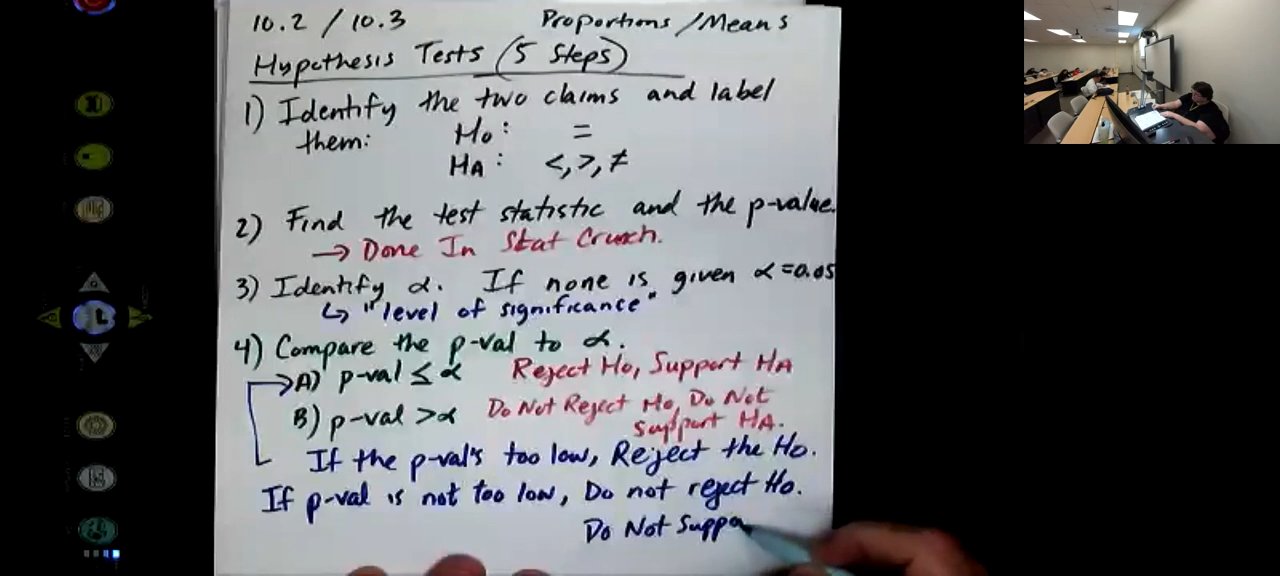 10.2 / 10.3 Proportions / Means
Hypothesis Tests (5 Steps)
1) Identify the two claims and label
them: Ho: =
HA: <, >, ≠
2) Find the test statistic and the p-value.
→ Done In Stat Crunch.
3) Identify α. If none is given α = 0.05
↳ "level of significance"
4) Compare the p-val to α.
A) p-val ≤ α Reject Ho, Support HA
B) p-val > α Do Not Reject Ho, Do Not
Support HA.
If the p-val's too low, Reject the Ho.
If p-val is not too low, Do not reject Ho.
Do Not Suppo